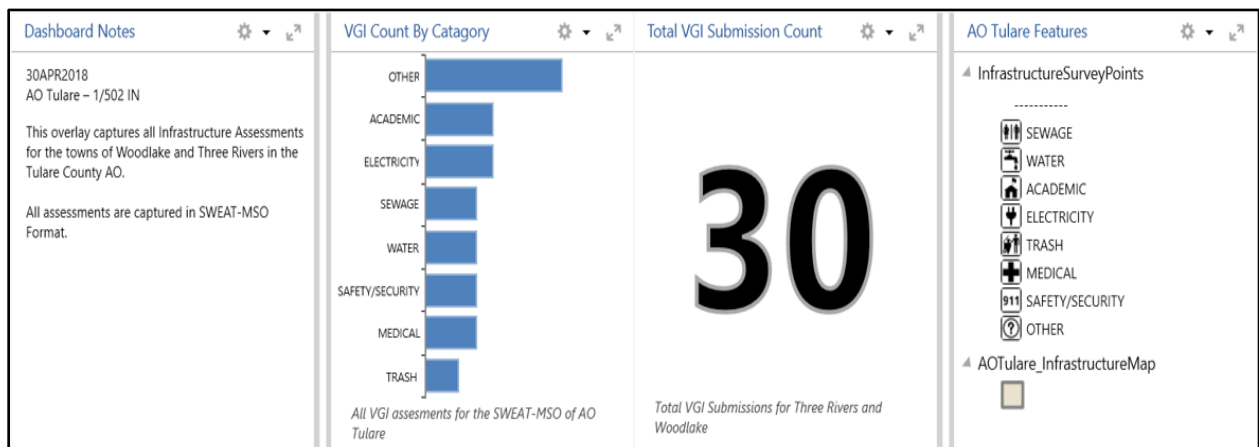 Dashboard Notes
30APR2018
AO Tulare – 1/502 IN
This overlay captures all Infrastructure Assessments
for the towns of Woodlake and Three Rivers in the
Tulare County AO.
All assessments are captured in SWEAT-MSO
Format.
VGI Count By Catagory
OTHER
ACADEMIC
ELECTRICITY
SEWAGE
WATER
SAFETY/SECURITY
MEDICAL
TRASH
All VGI assesments for the SWEAT-MSO of AO
Tulare
Total VGI Submission Count
30
Total VGI Submissions for Three Rivers and
Woodlake
AO Tulare Features
InfrastructureSurveyPoints
-----------
SEWAGE
WATER
ACADEMIC
ELECTRICITY
TRASH
MEDICAL
911 SAFETY/SECURITY
? OTHER
AOTulare_InfrastructureMap